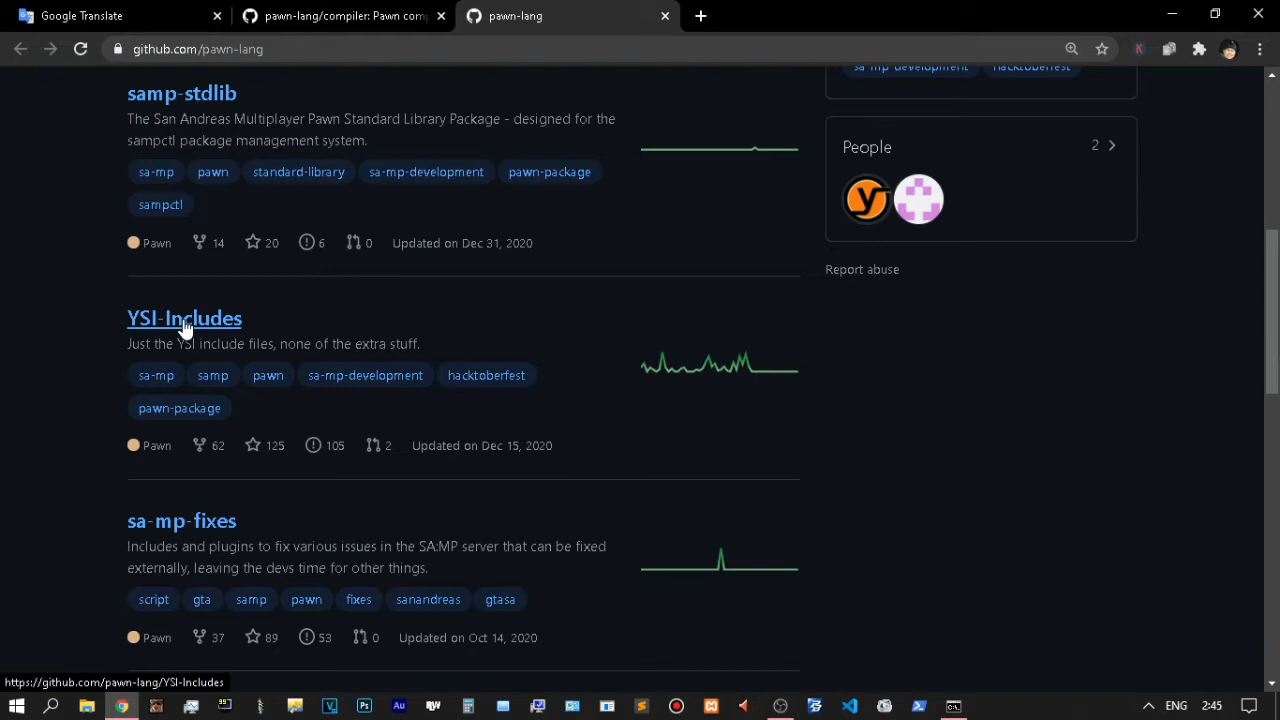 Google Translate
pawn-lang/compiler: Pawn com
pawn-lang
github.com/pawn-lang
samp-stdlib
The San Andreas Multiplayer Pawn Standard Library Package - designed for the
sampctl package management system.
sa-mp pawn standard-library sa-mp-development pawn-package
sampctl
Pawn 14 20 6 0 Updated on Dec 31, 2020
YSI-Includes
Just the YSI include files, none of the extra stuff.
sa-mp samp pawn sa-mp-development hacktoberfest
pawn-package
Pawn 62 125 105 2 Updated on Dec 15, 2020
sa-mp-fixes
Includes and plugins to fix various issues in the SA:MP server that can be fixed
externally, leaving the devs time for other things.
script gta samp pawn fixes sanandreas gtasa
Pawn 37 89 53 0 Updated on Oct 14, 2020
sa-mp-development hacktoberfest
People 2
Report abuse
https://github.com/pawn-lang/YSI-Includes
ENG 2:45